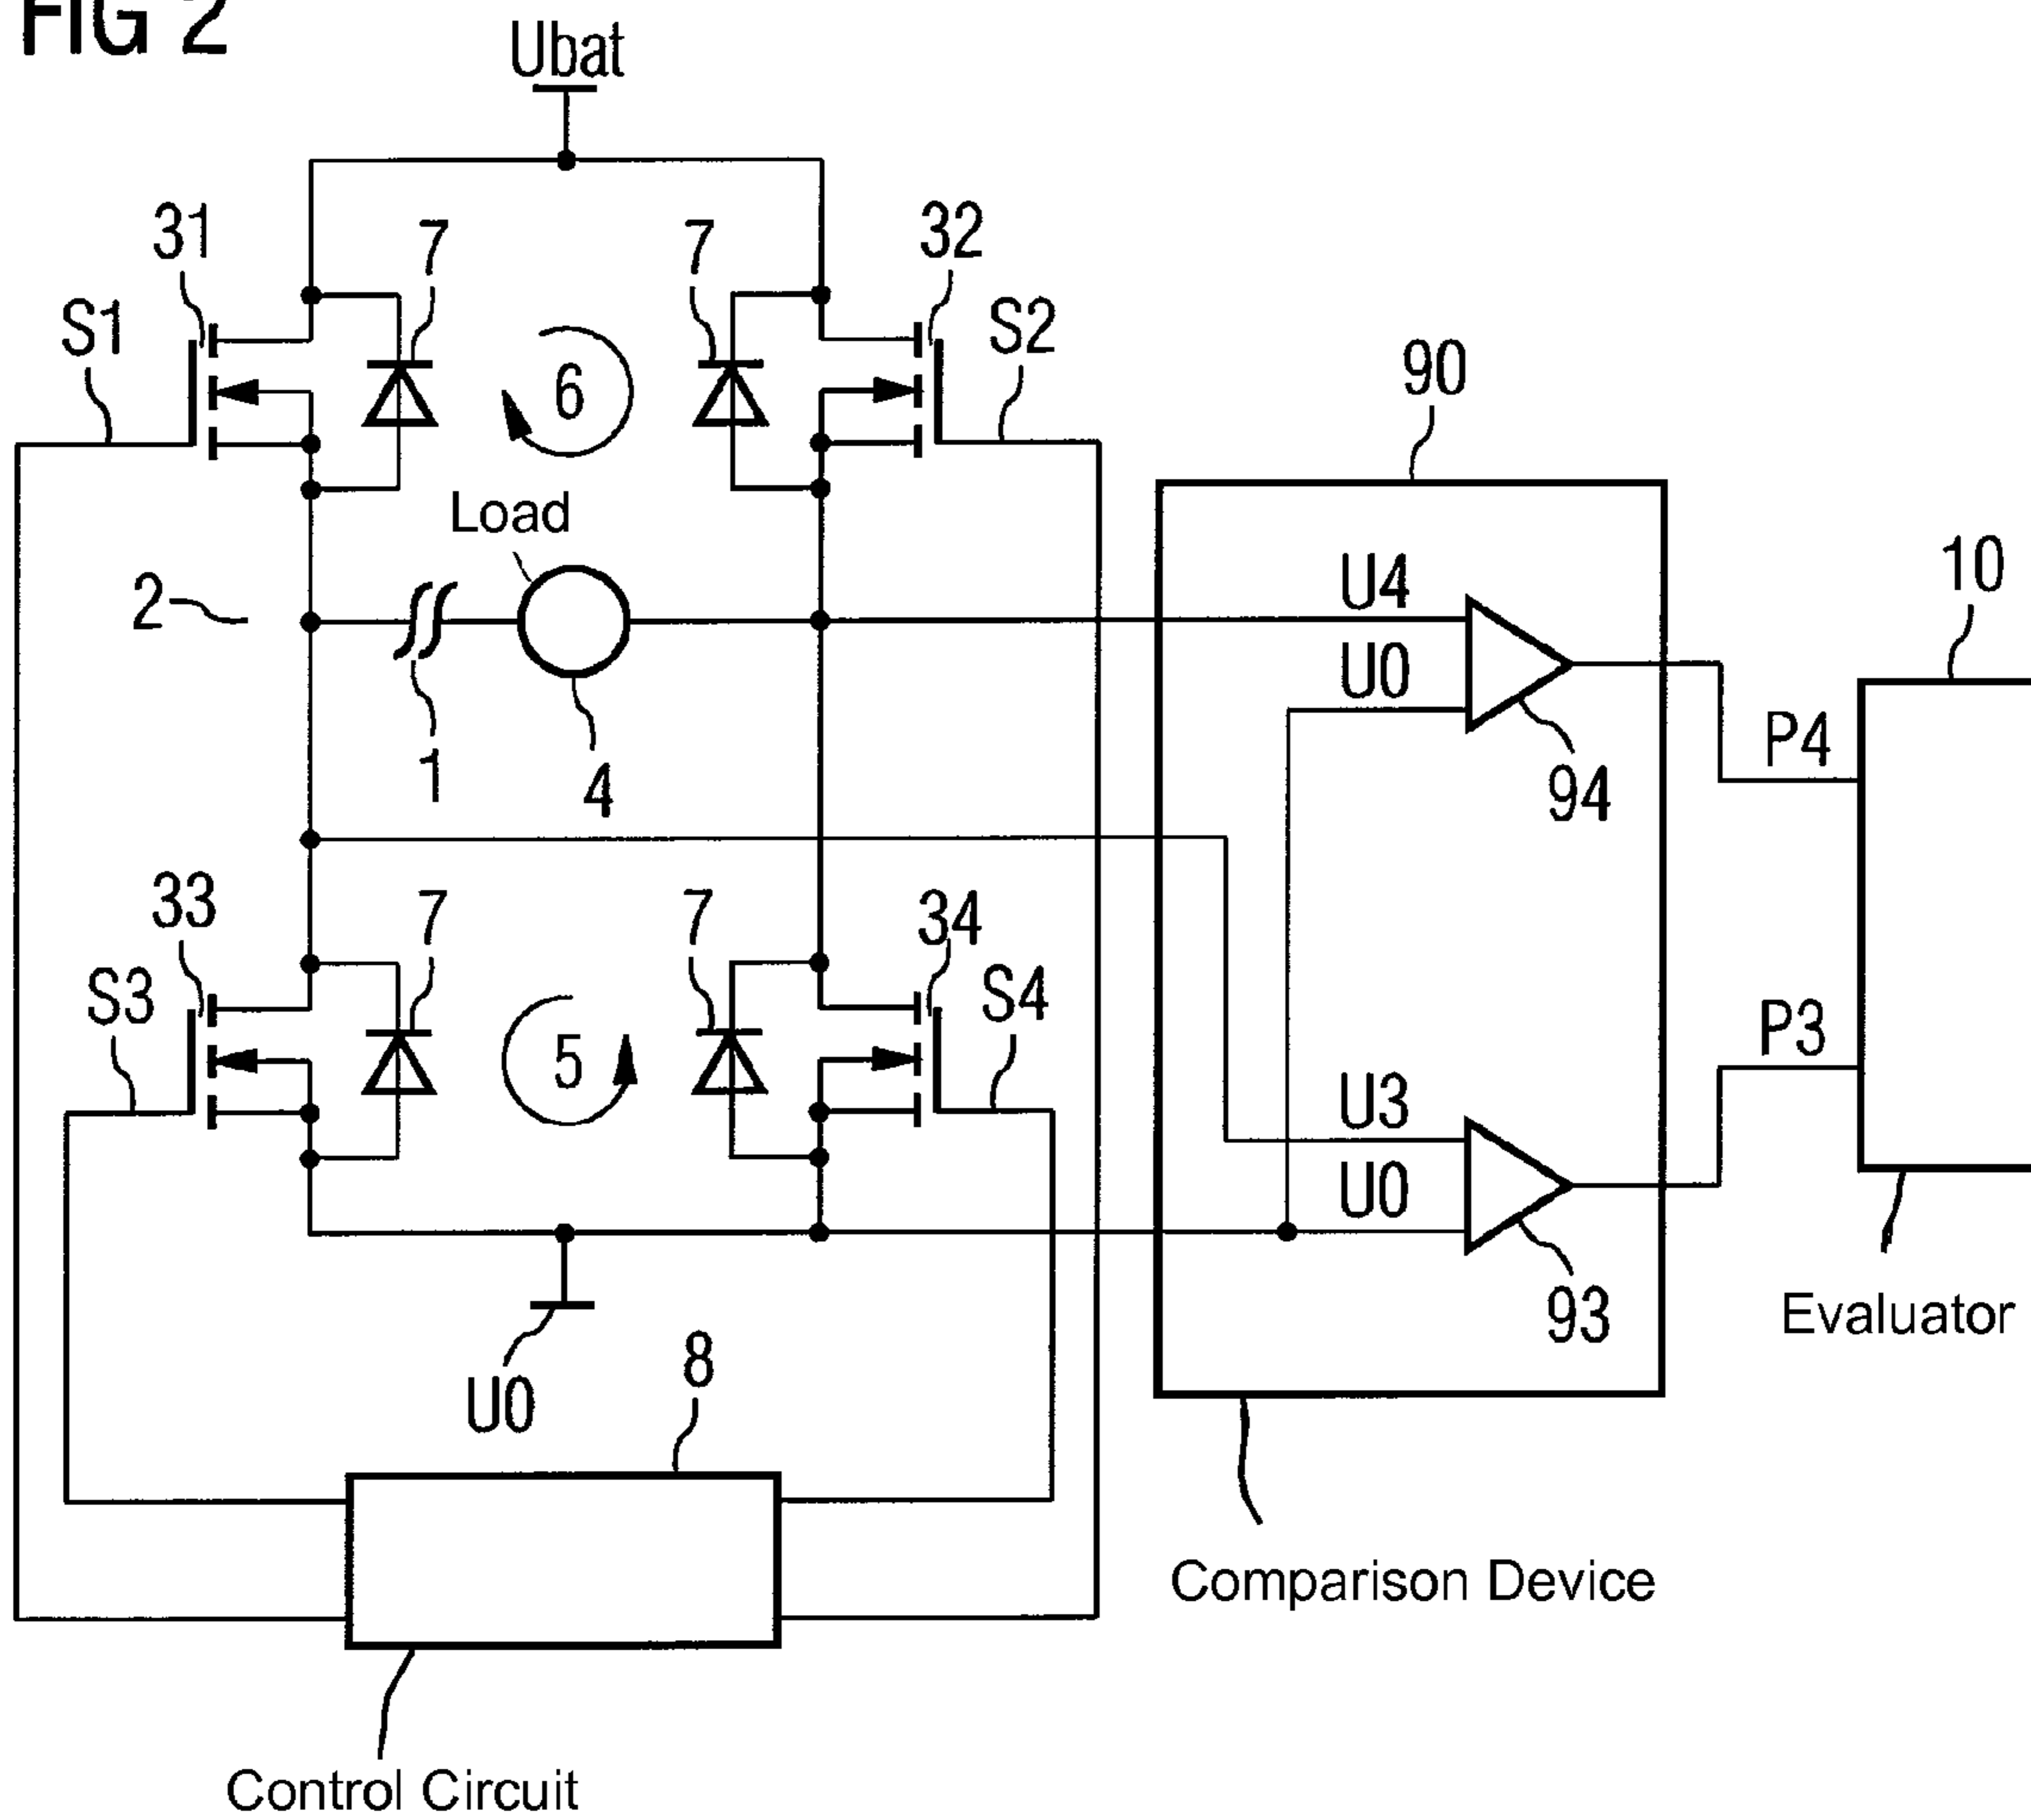 FIG 2
Ubat
31
7
7
32
S1
S2
6
90
Load
2
U4
10
U0
1
4
P4
94
33
7
7
34
S3
S4
5
P3
U3
U0
93
Evaluator
8
U0
Comparison Device
Control Circuit